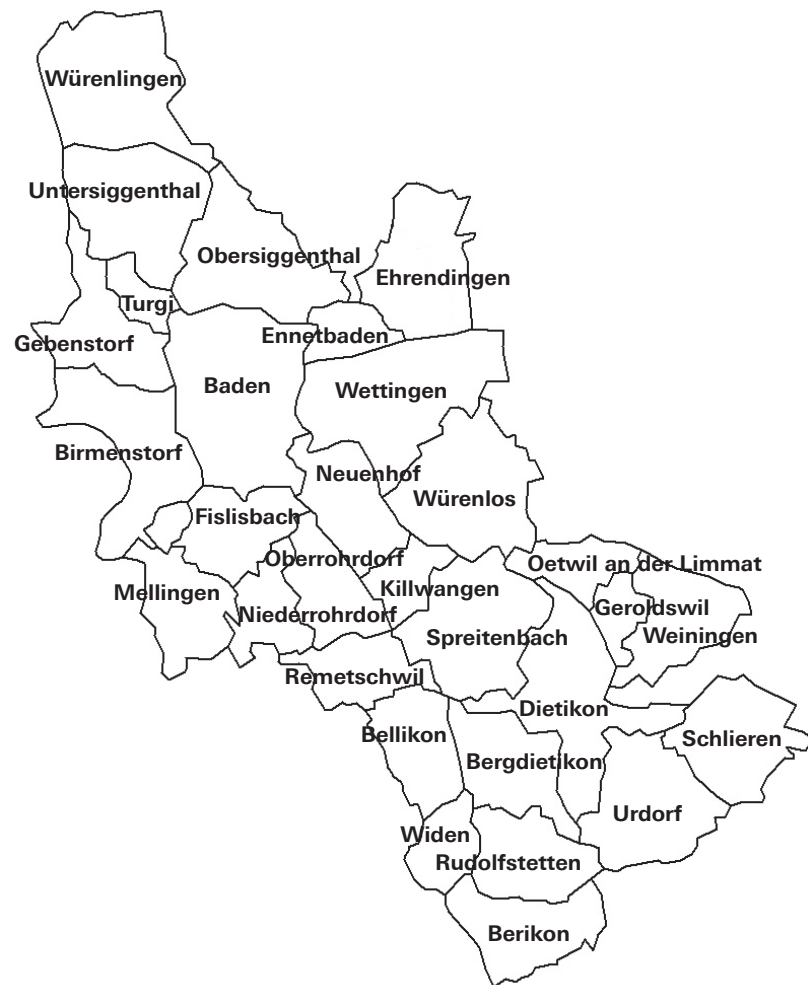 Würenlingen
Untersiggenthal
Obersiggenthal
Ehrendingen
Turgi
Ennetbaden
Gebenstorf
Baden
Wettingen
Birmenstorf
Neuenhof
Würenlos
Fislisbach
Oberrohrdorf
Oetwil an der Limmat
Mellingen
Killwangen
Geroldswil
Niederrohrdorf
Spreitenbach
Weiningen
Remetschwil
Dietikon
Bellikon
Schlieren
Bergdietikon
Urdorf
Widen
Rudolfstetten
Berikon